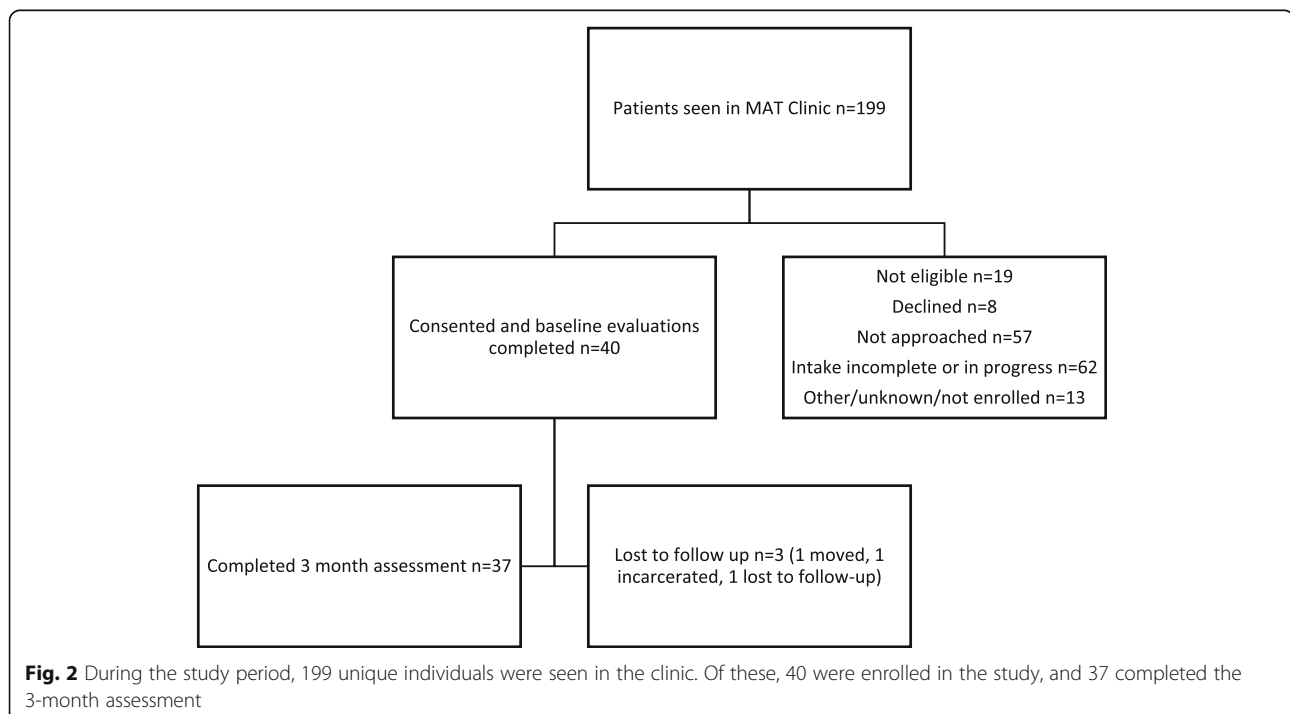 Patients seen in MAT Clinic n=199
Consented and baseline evaluations
completed n=40
Not eligible n=19
Declined n=8
Not approached n=57
Intake incomplete or in progress n=62
Other/unknown/not enrolled n=13
Completed 3 month assessment n=37
Lost to follow up n=3 (1 moved, 1
incarcerated, 1 lost to follow-up)
Fig. 2 During the study period, 199 unique individuals were seen in the clinic. Of these, 40 were enrolled in the study, and 37 completed the
3-month assessment